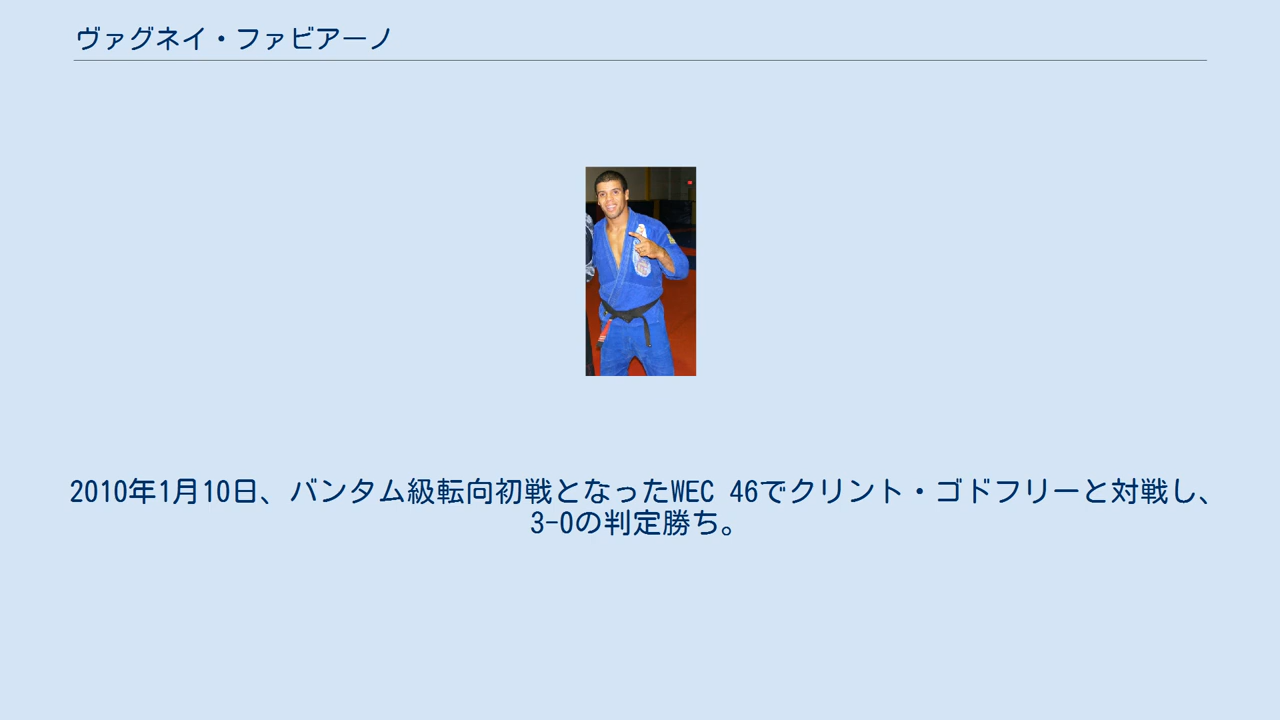 ヴァグネイ・ファビアーノ
2010年1月10日、バンタム級転向初戦となったWEC 46でクリント・ゴドフリーと対戦し、
3-0の判定勝ち。